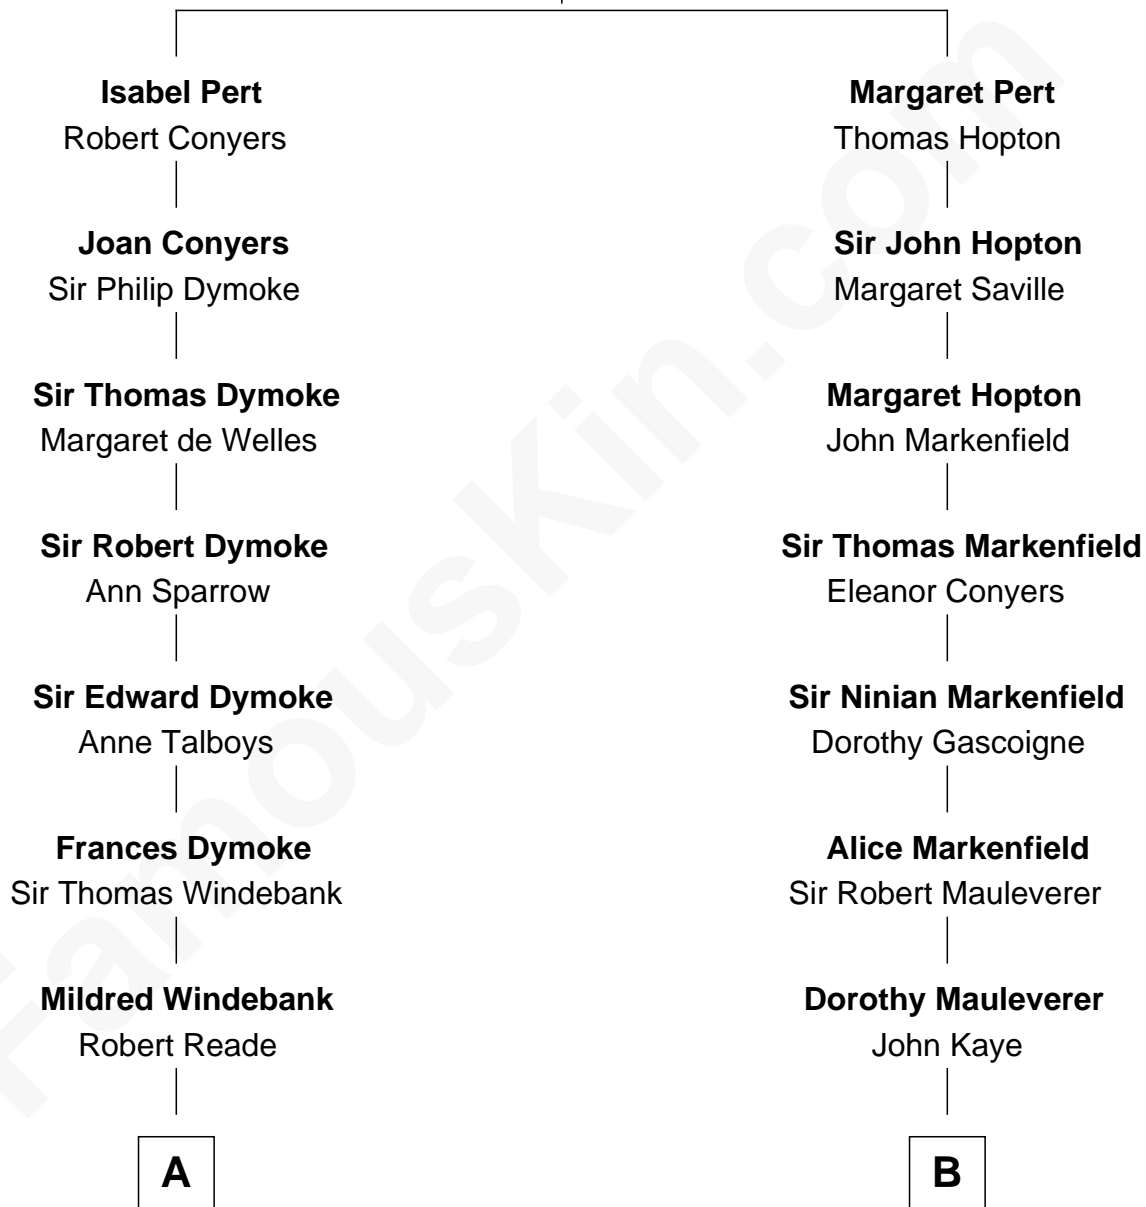 Isabel Pert
Robert Conyers
Joan Conyers
Sir Philip Dymoke
Sir Thomas Dymoke
Margaret de Welles
Sir Robert Dymoke
Ann Sparrow
Sir Edward Dymoke
Anne Talboys
Frances Dymoke
Sir Thomas Windebank
Mildred Windebank
Robert Reade
A
Margaret Pert
Thomas Hopton
Sir John Hopton
Margaret Saville
Margaret Hopton
John Markenfield
Sir Thomas Markenfield
Eleanor Conyers
Sir Ninian Markenfield
Dorothy Gascoigne
Alice Markenfield
Sir Robert Mauleverer
Dorothy Mauleverer
John Kaye
B
FamousKin.com